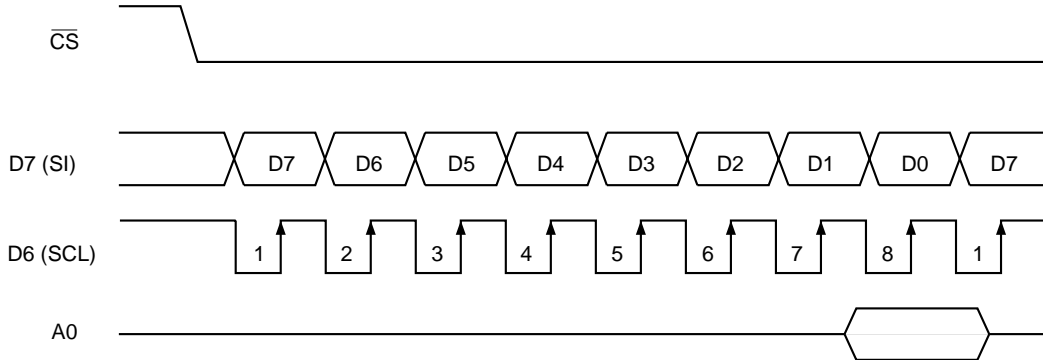 C̅S̅
D7 (SI) D7 D6 D5 D4 D3 D2 D1 D0 D7
D6 (SCL) 1 2 3 4 5 6 7 8 1
A0